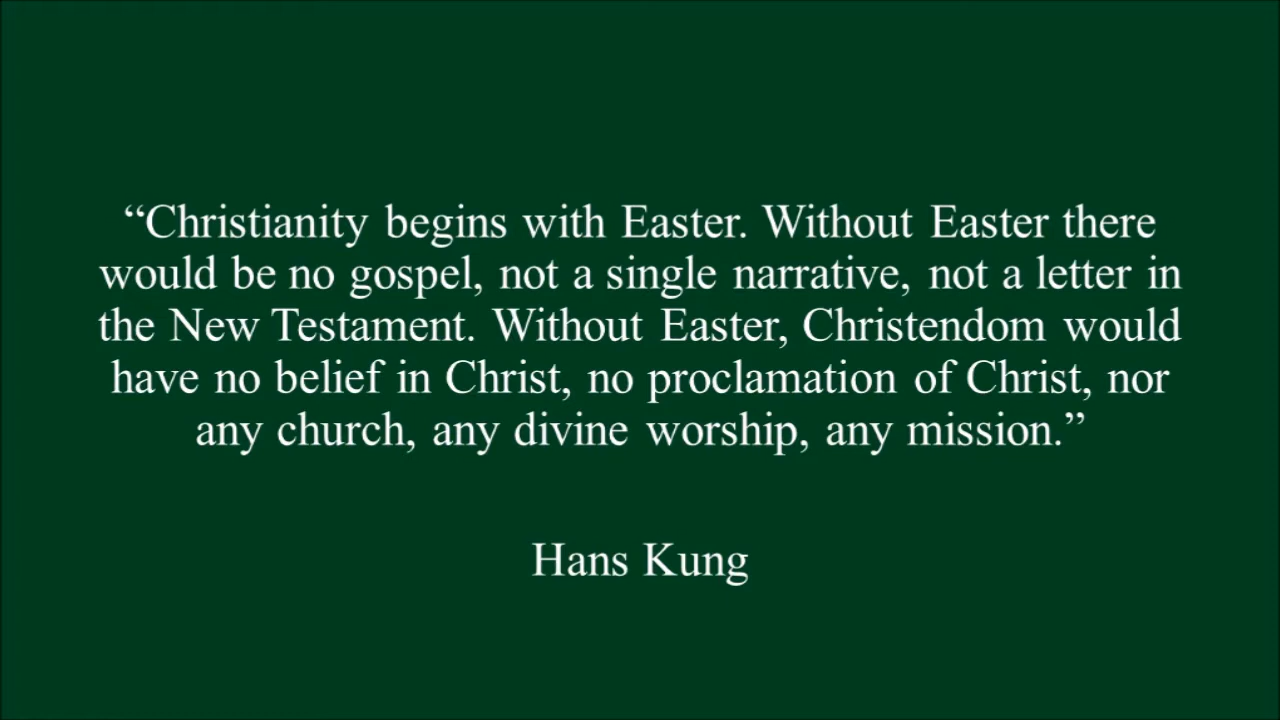 “Christianity begins with Easter. Without Easter there
would be no gospel, not a single narrative, not a letter in
the New Testament. Without Easter, Christendom would
have no belief in Christ, no proclamation of Christ, nor
any church, any divine worship, any mission.”
Hans Kung